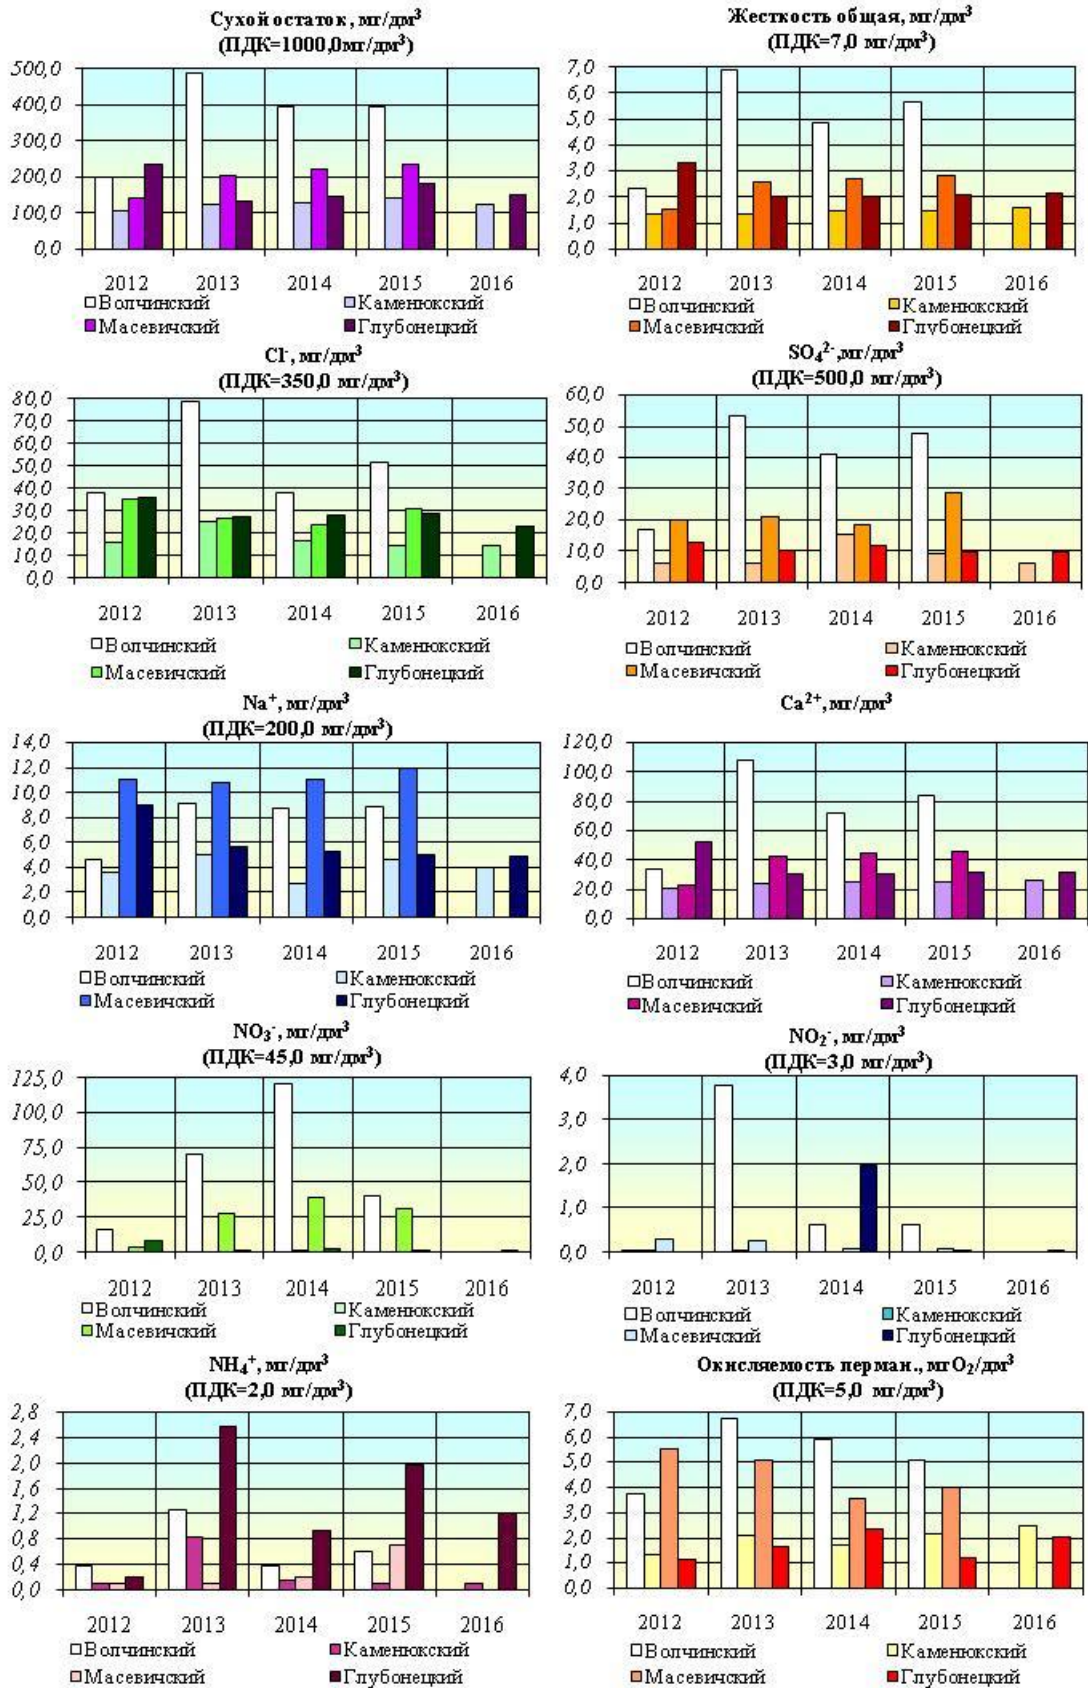 Сухой остаток, мг/дм³
(ПДК=1000,0мг/дм³)
500,0
400,0
300,0
200,0
100,0
0,0
2012 2013 2014 2015 2016
Волчинский Каменюкский
Масевичский Глубонецкий
Жесткость общая, мг/дм³
(ПДК=7,0 мг/дм³)
7,0
6,0
5,0
4,0
3,0
2,0
1,0
0,0
2012 2013 2014 2015 2016
Волчинский Каменюкский
Масевичский Глубонецкий
Cl⁻, мг/дм³
(ПДК=350,0 мг/дм³)
80,0
70,0
60,0
50,0
40,0
30,0
20,0
10,0
0,0
2012 2013 2014 2015 2016
Волчинский Каменюкский
Масевичский Глубонецкий
SO₄²⁻,мг/дм³
(ПДК=500,0 мг/дм³)
60,0
50,0
40,0
30,0
20,0
10,0
0,0
2012 2013 2014 2015 2016
Волчинский Каменюкский
Масевичский Глубонецкий
Na⁺, мг/дм³
(ПДК=200,0 мг/дм³)
14,0
12,0
10,0
8,0
6,0
4,0
2,0
0,0
2012 2013 2014 2015 2016
Волчинский Каменюкский
Масевичский Глубонецкий
Ca²⁺,мг/дм³
120,0
100,0
80,0
60,0
40,0
20,0
0,0
2012 2013 2014 2015 2016
Волчинский Каменюкский
Масевичский Глубонецкий
NO₃⁻, мг/дм³
(ПДК=45,0 мг/дм³)
125,0
100,0
75,0
50,0
25,0
0,0
2012 2013 2014 2015 2016
Волчинский Каменюкский
Масевичский Глубонецкий
NO₂⁻, мг/дм³
(ПДК=3,0 мг/дм³)
4,0
3,0
2,0
1,0
0,0
2012 2013 2014 2015 2016
Волчинский Каменюкский
Масевичский Глубонецкий
NH₄⁺, мг/дм³
(ПДК=2,0 мг/дм³)
2,8
2,4
2,0
1,6
1,2
0,8
0,4
0,0
2012 2013 2014 2015 2016
Волчинский Каменюкский
Масевичский Глубонецкий
Окисляемость перман., мгО₂/дм³
(ПДК=5,0 мг/дм³)
7,0
6,0
5,0
4,0
3,0
2,0
1,0
0,0
2012 2013 2014 2015 2016
Волчинский Каменюкский
Масевичский Глубонецкий